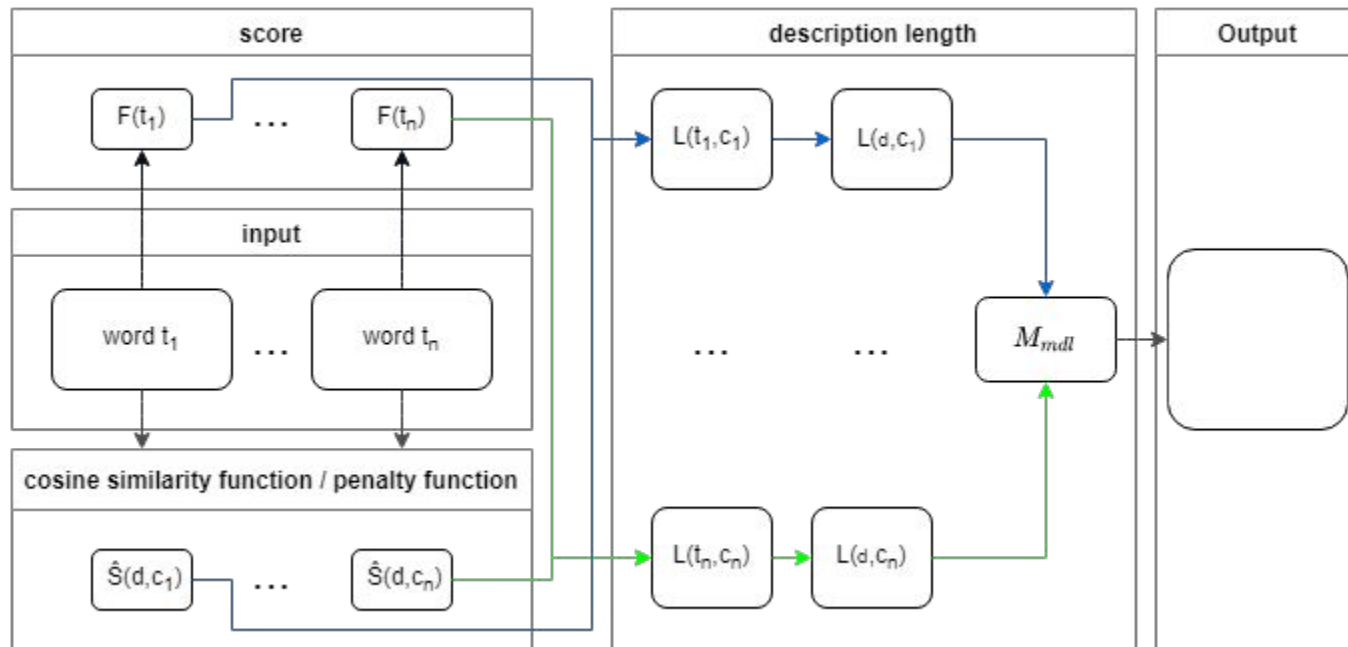 score
F(t₁)
...
F(tₙ)
input
word t₁
...
word tₙ
cosine similarity function / penalty function
Ŝ(d,c₁)
...
Ŝ(d,cₙ)
description length
L(t₁,c₁)
L(d,c₁)
...
...
M_mdl
L(tₙ,cₙ)
L(d,cₙ)
Output